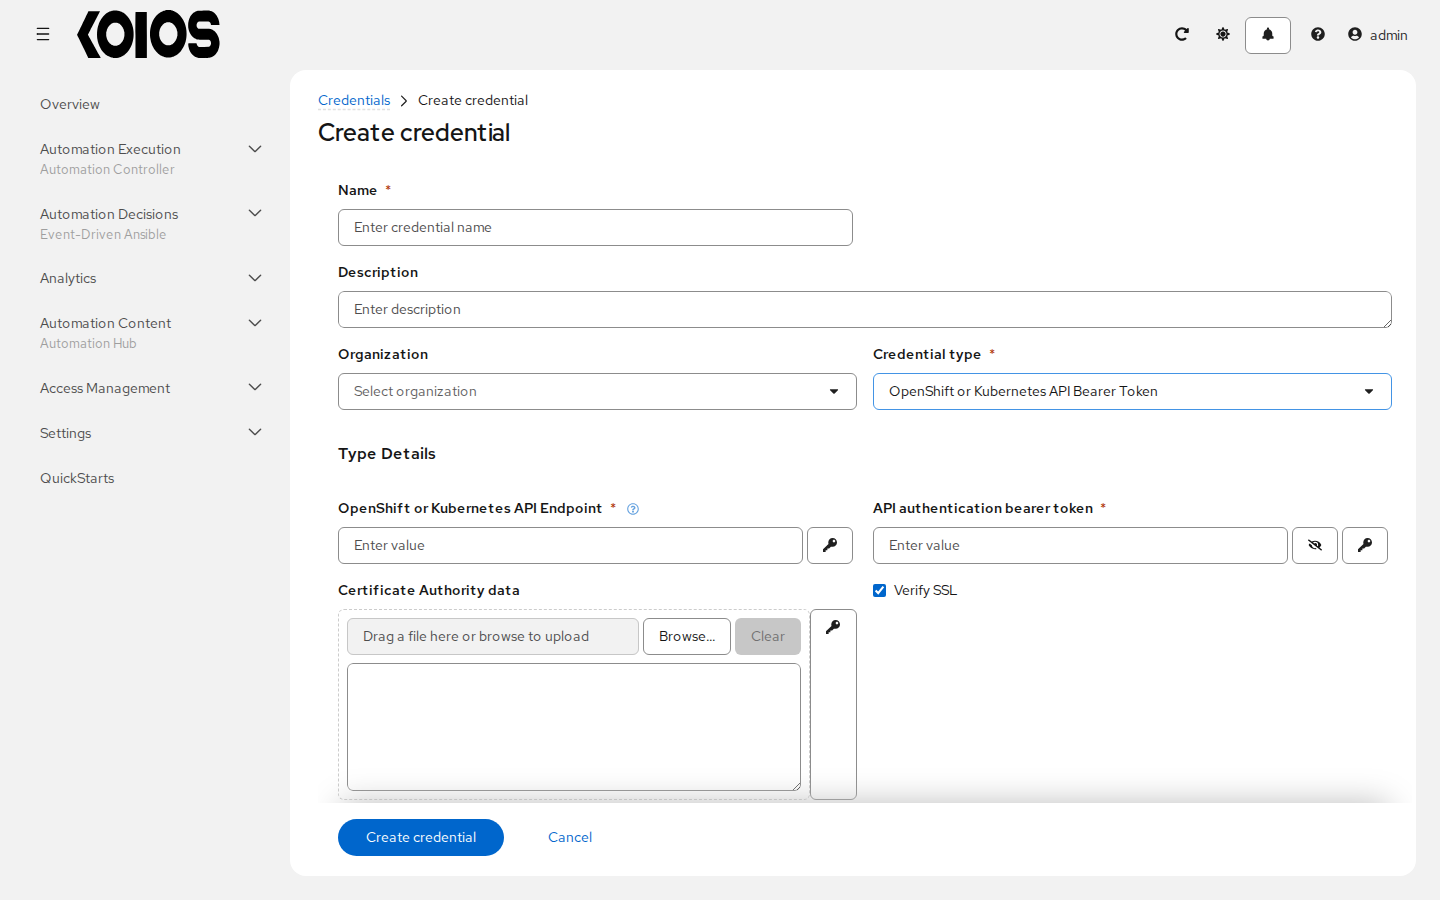 KOIOS
admin
Overview
Automation Execution
Automation Controller
Automation Decisions
Event-Driven Ansible
Analytics
Automation Content
Automation Hub
Access Management
Settings
QuickStarts
Credentials > Create credential
Create credential
Name *
Enter credential name
Description
Enter description
Organization
Select organization
Credential type *
OpenShift or Kubernetes API Bearer Token
Type Details
OpenShift or Kubernetes API Endpoint *
Enter value
API authentication bearer token *
Enter value
Certificate Authority data
Drag a file here or browse to upload
Browse...
Clear
Verify SSL
Create credential
Cancel